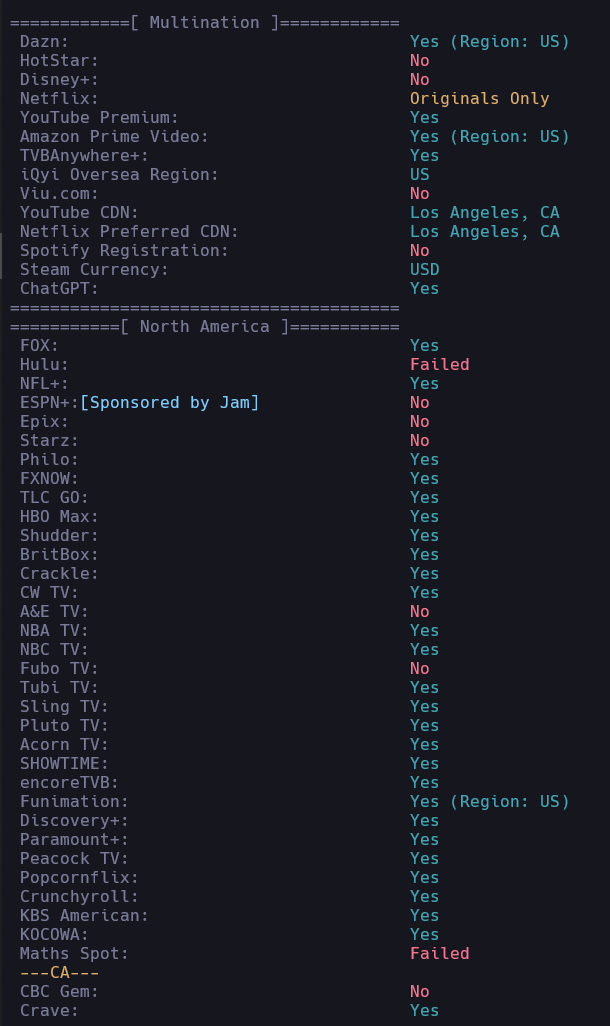 ============[ Multination ]============
Dazn: Yes (Region: US)
HotStar: No
Disney+: No
Netflix: Originals Only
YouTube Premium: Yes
Amazon Prime Video: Yes (Region: US)
TVBAnywhere+: Yes
iQyi Oversea Region: US
Viu.com: No
YouTube CDN: Los Angeles, CA
Netflix Preferred CDN: Los Angeles, CA
Spotify Registration: No
Steam Currency: USD
ChatGPT: Yes
=======================================
===========[ North America ]===========
FOX: Yes
Hulu: Failed
NFL+: Yes
ESPN+:[Sponsored by Jam] No
Epix: No
Starz: No
Philo: Yes
FXNOW: Yes
TLC GO: Yes
HBO Max: Yes
Shudder: Yes
BritBox: Yes
Crackle: Yes
CW TV: Yes
A&E TV: No
NBA TV: Yes
NBC TV: Yes
Fubo TV: No
Tubi TV: Yes
Sling TV: Yes
Pluto TV: Yes
Acorn TV: Yes
SHOWTIME: Yes
encoreTVB: Yes
Funimation: Yes (Region: US)
Discovery+: Yes
Paramount+: Yes
Peacock TV: Yes
Popcornflix: Yes
Crunchyroll: Yes
KBS American: Yes
KOCOWA: Yes
Maths Spot: Failed
---CA---
CBC Gem: No
Crave: Yes